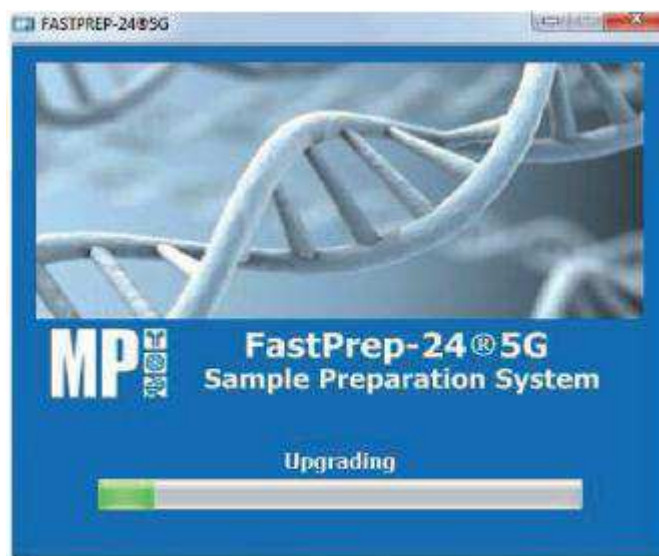 FASTPREP-24®5G
MP
FastPrep-24®5G
Sample Preparation System
Upgrading